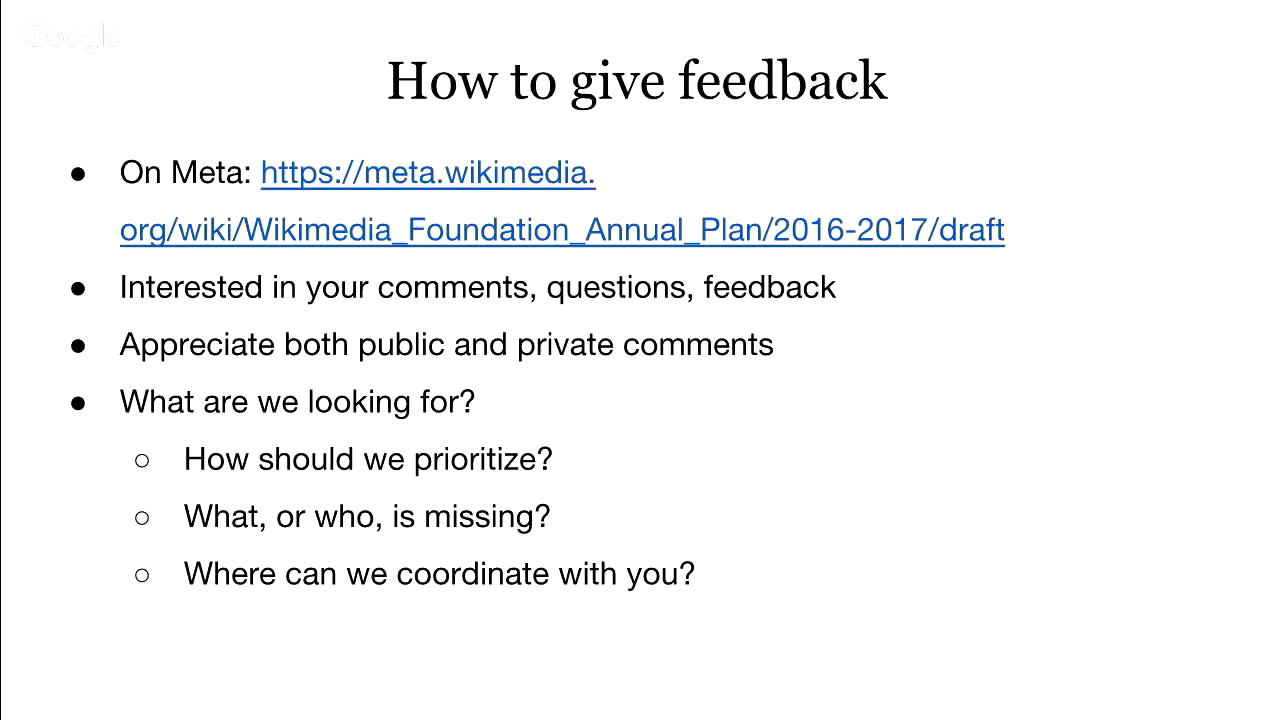 Google
How to give feedback
● On Meta: https://meta.wikimedia.
org/wiki/Wikimedia_Foundation_Annual_Plan/2016-2017/draft
● Interested in your comments, questions, feedback
● Appreciate both public and private comments
● What are we looking for?
○ How should we prioritize?
○ What, or who, is missing?
○ Where can we coordinate with you?